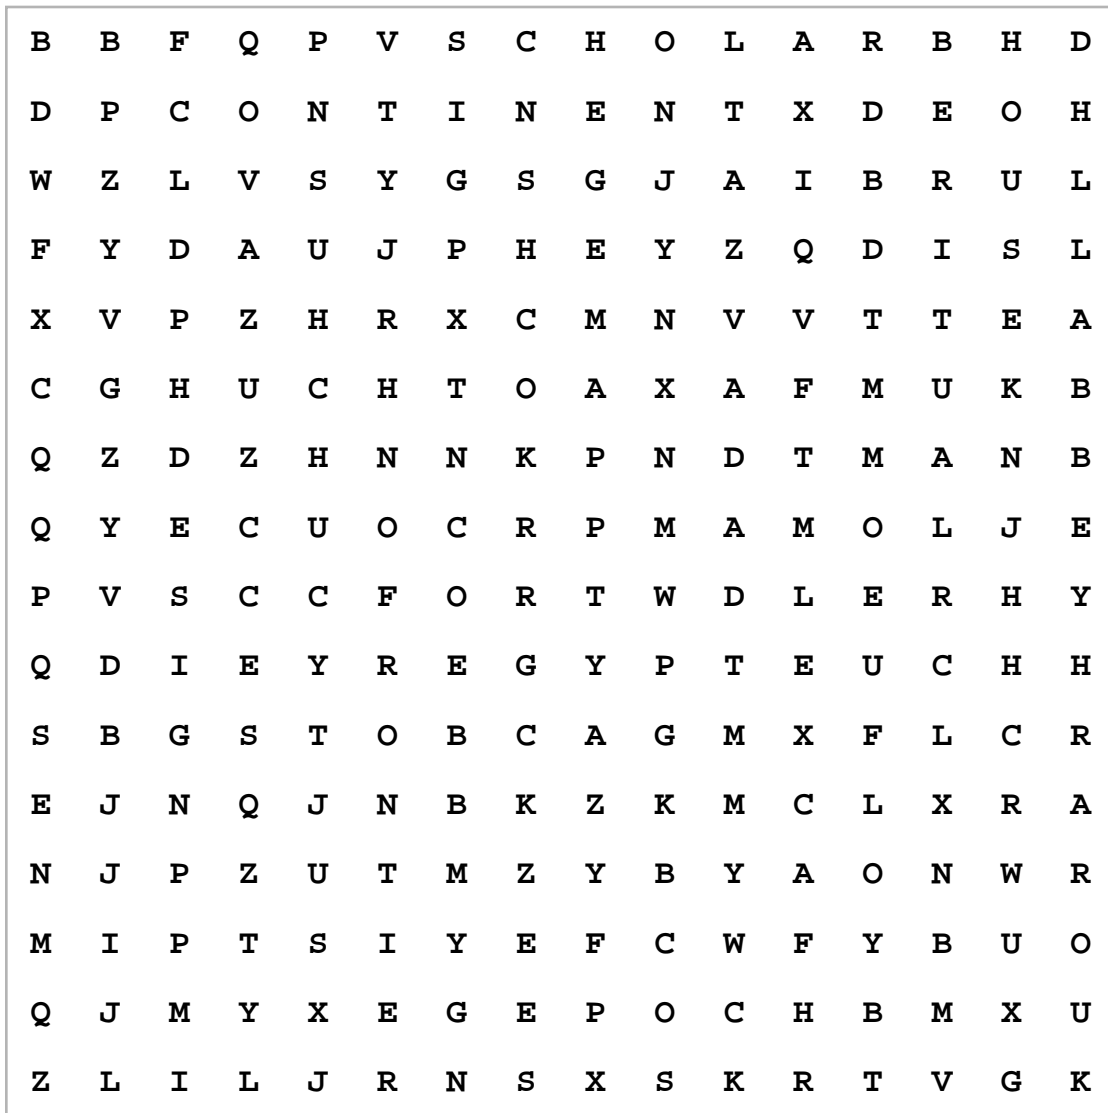 B B F Q P V S C H O L A R B H D
D P C O N T I N E N T X D E O H
W Z L V S Y G S G J A I B R U L
F Y D A U J P H E Y Z Q D I S L
X V P Z H R X C M N V V T T E A
C G H U C H T O A X A F M U K B
Q Z D Z H N N K P N D T M A N B
Q Y E C U O C R P M A M O L J E
P V S C C F O R T W D L E R H Y
Q D I E Y R E G Y P T E U C H H
S B G S T O B C A G M X F L C R
E J N Q J N B K Z K M C L X R A
N J P Z U T M Z Y B Y A O N W R
M I P T S I Y E F C W F Y B U O
Q J M Y X E G E P O C H B M X U
Z L I L J R N S X S K R T V G K